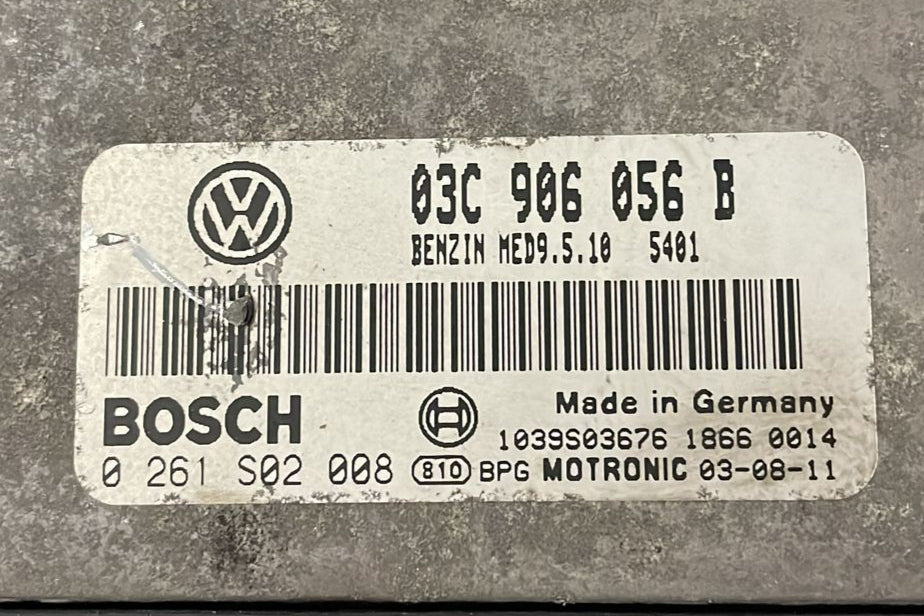 VW
03C 906 056 B
BENZIN MED9.5.10 5401
BOSCH
Made in Germany
1039S03676 1866 0014
0 261 S02 008 810 BPG MOTRONIC 03-08-11